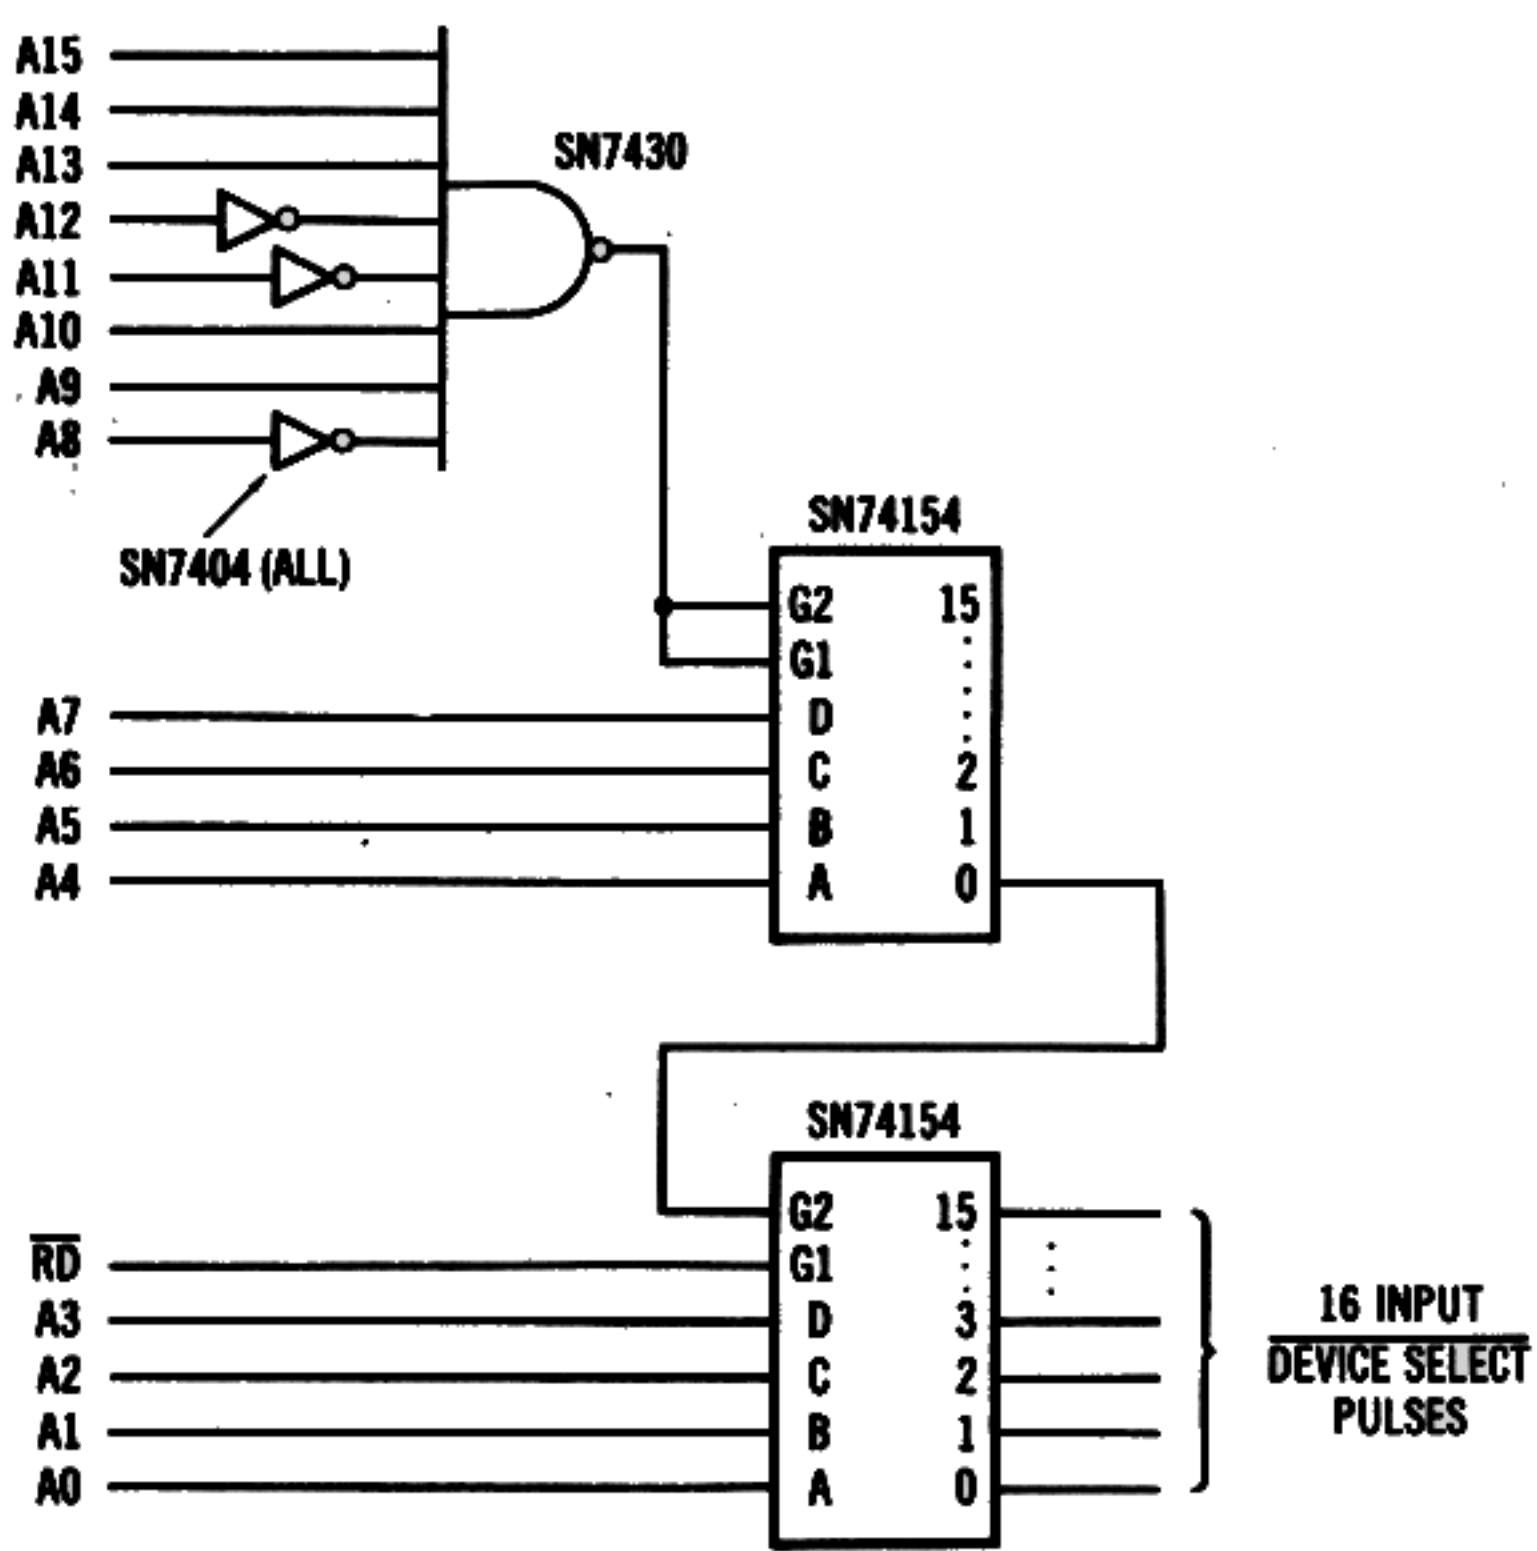 A15
A14
A13
SN7430
A12
A11
A10
A9
A8
SN7404 (ALL)
SN74154
G2 15
G1
A7 D
A6 C 2
A5 B 1
A4 A 0
SN74154
G2 15
RD G1
A3 D 3
A2 C 2
A1 B 1
A0 A 0
16 INPUT
DEVICE SELECT
PULSES